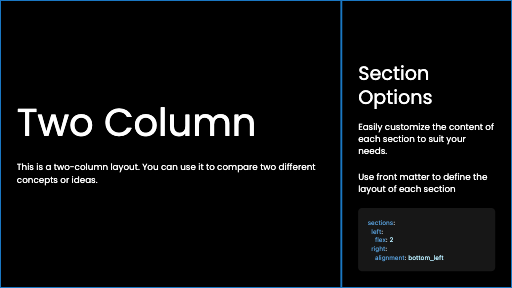 Two Column
This is a two-column layout. You can use it to compare two different
concepts or ideas.
Section
Options
Easily customize the content of
each section to suit your
needs.
Use front matter to define the
layout of each section
sections:
  left:
    flex: 2
  right:
    alignment: bottom_left